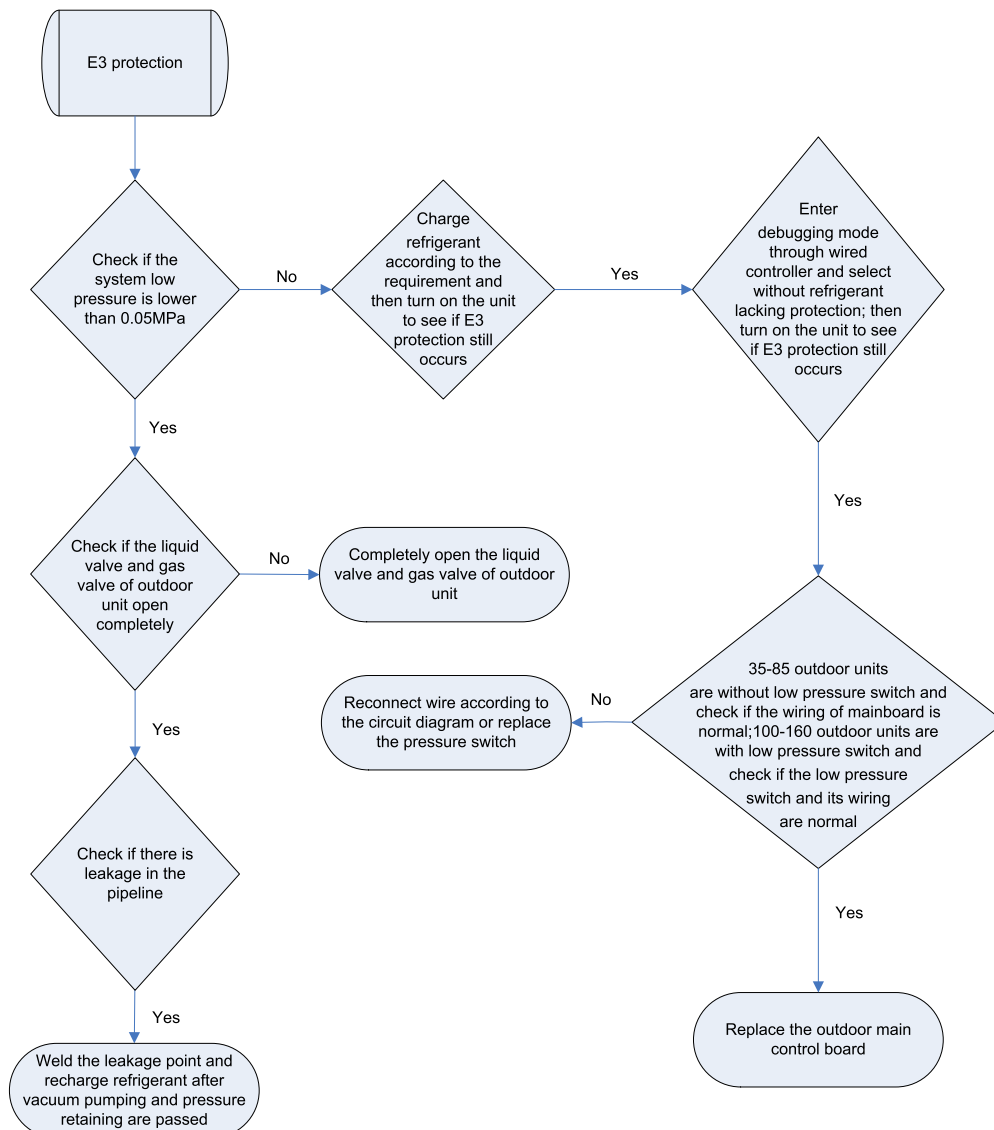 E3 protection
Check if the
system low
pressure is lower
than 0.05MPa
No
Charge
refrigerant
according to the
requirement and
then turn on the unit
to see if E3
protection still
occurs
Yes
Enter
debugging mode
through wired
controller and select
without refrigerant
lacking protection; then
turn on the unit to see
if E3 protection still
occurs
Yes
Check if the liquid
valve and gas
valve of outdoor
unit open
completely
No
Completely open the liquid
valve and gas valve of outdoor
unit
Yes
35-85 outdoor units
are without low pressure switch and
check if the wiring of mainboard is
normal;100-160 outdoor units are
with low pressure switch and
check if the low pressure
switch and its wiring
are normal
No
Reconnect wire according to
the circuit diagram or replace
the pressure switch
Yes
Check if there is
leakage in the
pipeline
Yes
Replace the outdoor main
control board
Yes
Weld the leakage point and
recharge refrigerant after
vacuum pumping and pressure
retaining are passed